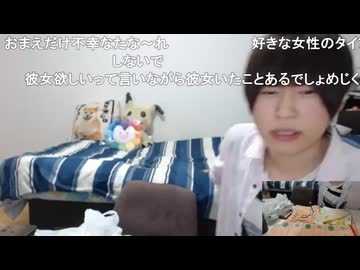 おまえだけ不幸なたな～れ
好きな女性のタイ
しないで
彼女欲しいって言いながら彼女いたことあるでしょめじく